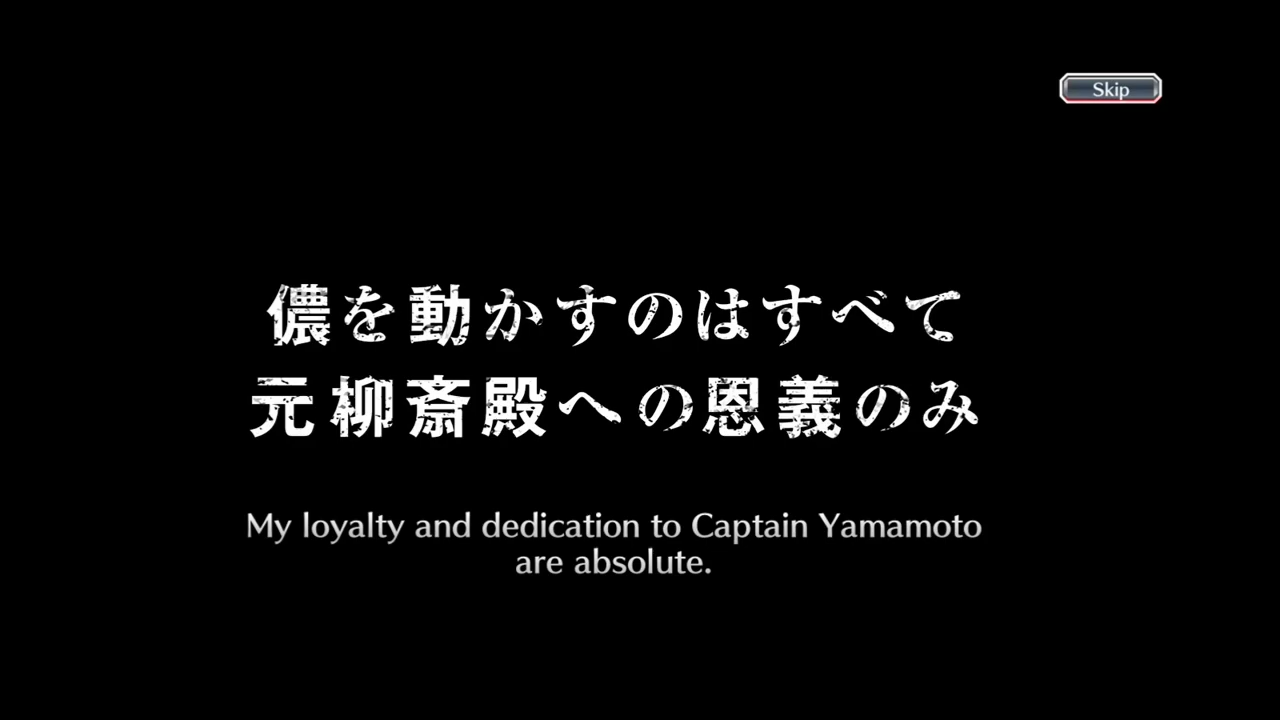 Skip
儂を動かすのはすべて
元柳斎殿への恩義のみ
My loyalty and dedication to Captain Yamamoto
are absolute.